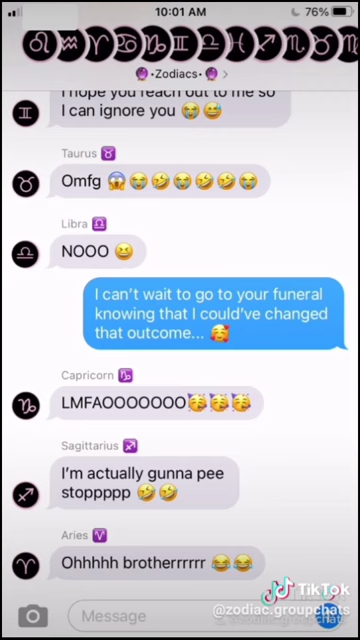 10:01 AM
76%
🔮•Zodiacs•🔮 >
I hope you reach out to me so
I can ignore you 😭😅
Taurus ♉
Omfg 😱😭🤣😭🤣🤣😭
Libra ♎
NOOO 😆
I can't wait to go to your funeral
knowing that I could've changed
that outcome... 🥰
Capricorn ♑
LMFAOOOOOOO🥳🥳🥳
Sagittarius ♐
I'm actually gunna pee
stoppppp 🤣🤣
Aries ♈
Ohhhhh brotherrrrrr 😂😂
Message
TikTok
@zodiac.groupchats